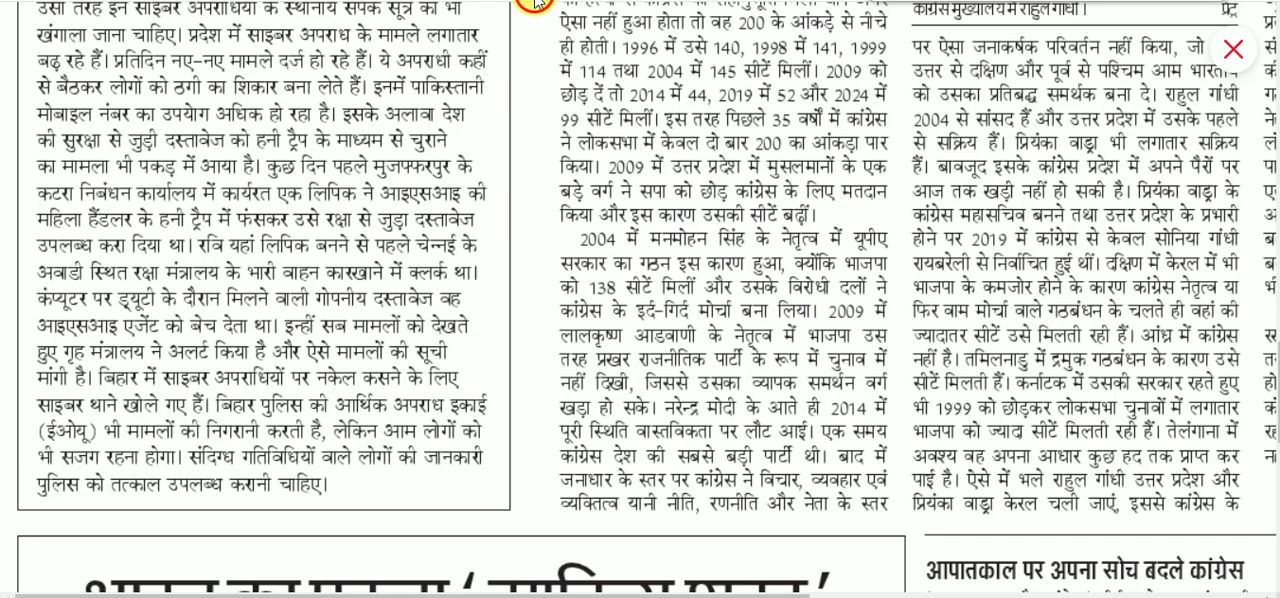 उसी तरह इन साइबर अपराधियों के स्थानीय संपर्क सूत्र को भी
खंगाला जाना चाहिए। प्रदेश में साइबर अपराध के मामले लगातार
बढ़ रहे हैं। प्रतिदिन नए-नए मामले दर्ज हो रहे हैं। ये अपराधी कहीं
से बैठकर लोगों को ठगी का शिकार बना लेते हैं। इनमें पाकिस्तानी
मोबाइल नंबर का उपयोग अधिक हो रहा है। इसके अलावा देश
की सुरक्षा से जुड़ी दस्तावेज को हनी ट्रैप के माध्यम से चुराने
का मामला भी पकड़ में आया है। कुछ दिन पहले मुजफ्फरपुर के
कटरा निबंधन कार्यालय में कार्यरत एक लिपिक ने आइएसआइ की
महिला हैंडलर के हनी ट्रैप में फंसकर उसे रक्षा से जुड़ा दस्तावेज
उपलब्ध करा दिया था। रवि यहां लिपिक बनने से पहले चेन्नई के
अवाडी स्थित रक्षा मंत्रालय के भारी वाहन कारखाने में क्लर्क था।
कंप्यूटर पर ड्यूटी के दौरान मिलने वाली गोपनीय दस्तावेज वह
आइएसआइ एजेंट को बेच देता था। इन्हीं सब मामलों को देखते
हुए गृह मंत्रालय ने अलर्ट किया है और ऐसे मामलों की सूची
मांगी है। बिहार में साइबर अपराधियों पर नकेल कसने के लिए
साइबर थाने खोले गए हैं। बिहार पुलिस की आर्थिक अपराध इकाई
(ईओयू) भी मामलों की निगरानी करती है, लेकिन आम लोगों को
भी सजग रहना होगा। संदिग्ध गतिविधियों वाले लोगों की जानकारी
पुलिस को तत्काल उपलब्ध करानी चाहिए।
ऐसा नहीं हुआ होता तो वह 200 के आंकड़े से नीचे
ही होती। 1996 में उसे 140, 1998 में 141, 1999
में 114 तथा 2004 में 145 सीटें मिलीं। 2009 को
छोड़ दें तो 2014 में 44, 2019 में 52 और 2024 में
99 सीटें मिलीं। इस तरह पिछले 35 वर्षों में कांग्रेस
ने लोकसभा में केवल दो बार 200 का आंकड़ा पार
किया। 2009 में उत्तर प्रदेश में मुसलमानों के एक
बड़े वर्ग ने सपा को छोड़ कांग्रेस के लिए मतदान
किया और इस कारण उसकी सीटें बढ़ीं।
2004 में मनमोहन सिंह के नेतृत्व में यूपीए
सरकार का गठन इस कारण हुआ, क्योंकि भाजपा
को 138 सीटें मिलीं और उसके विरोधी दलों ने
कांग्रेस के इर्द-गिर्द मोर्चा बना लिया। 2009 में
लालकृष्ण आडवाणी के नेतृत्व में भाजपा उस
तरह प्रखर राजनीतिक पार्टी के रूप में चुनाव में
नहीं दिखी, जिससे उसका व्यापक समर्थन वर्ग
खड़ा हो सके। नरेन्द्र मोदी के आते ही 2014 में
पूरी स्थिति वास्तविकता पर लौट आई। एक समय
कांग्रेस देश की सबसे बड़ी पार्टी थी। बाद में
जनाधार के स्तर पर कांग्रेस ने विचार, व्यवहार एवं
व्यक्तित्व यानी नीति, रणनीति और नेता के स्तर
कांग्रेस मुख्यालय में राहुल गांधी। प्रेट्र
पर ऐसा जनाकर्षक परिवर्तन नहीं किया, जो
उत्तर से दक्षिण और पूर्व से पश्चिम आम भारतीय
को उसका प्रतिबद्ध समर्थक बना दे। राहुल गांधी
2004 से सांसद हैं और उत्तर प्रदेश में उसके पहले
से सक्रिय हैं। प्रियंका वाड्रा भी लगातार सक्रिय
हैं। बावजूद इसके कांग्रेस प्रदेश में अपने पैरों पर
आज तक खड़ी नहीं हो सकी है। प्रियंका वाड्रा के
कांग्रेस महासचिव बनने तथा उत्तर प्रदेश के प्रभारी
होने पर 2019 में कांग्रेस से केवल सोनिया गांधी
रायबरेली से निर्वाचित हुई थीं। दक्षिण में केरल में भी
भाजपा के कमजोर होने के कारण कांग्रेस नेतृत्व या
फिर वाम मोर्चा वाले गठबंधन के चलते ही वहां की
ज्यादातर सीटें उसे मिलती रही हैं। आंध्र में कांग्रेस
नहीं है। तमिलनाडु में द्रमुक गठबंधन के कारण उसे
सीटें मिलती हैं। कर्नाटक में उसकी सरकार रहते हुए
भी 1999 को छोड़कर लोकसभा चुनावों में लगातार
भाजपा को ज्यादा सीटें मिलती रही हैं। तेलंगाना में
अवश्य वह अपना आधार कुछ हद तक प्राप्त कर
पाई है। ऐसे में भले राहुल गांधी उत्तर प्रदेश और
प्रियंका वाड्रा केरल चली जाएं, इससे कांग्रेस के
आपातकाल पर अपना सोच बदले कांग्रेस